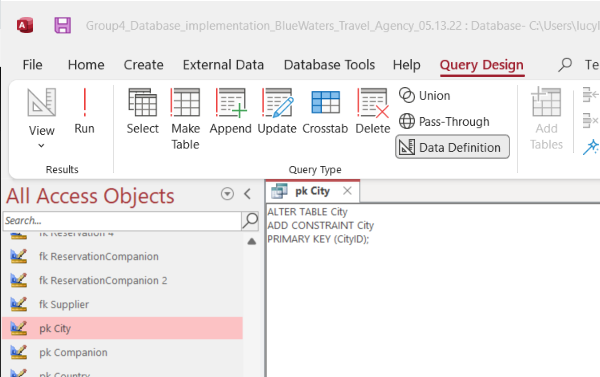 Group4_Database_implementation_BlueWaters_Travel_Agency_05.13.22 : Database- C:\Users\lucyl
File Home Create External Data Database Tools Help Query Design Te
View Run Select Make Table Append Update Crosstab Delete Union Pass-Through Data Definition Add Tables
Results Query Type
All Access Objects
Search...
pk City
ALTER TABLE City
ADD CONSTRAINT City
PRIMARY KEY (CityID);
fk Reservation 4
fk ReservationCompanion
fk ReservationCompanion 2
fk Supplier
pk City
pk Companion
pk Country